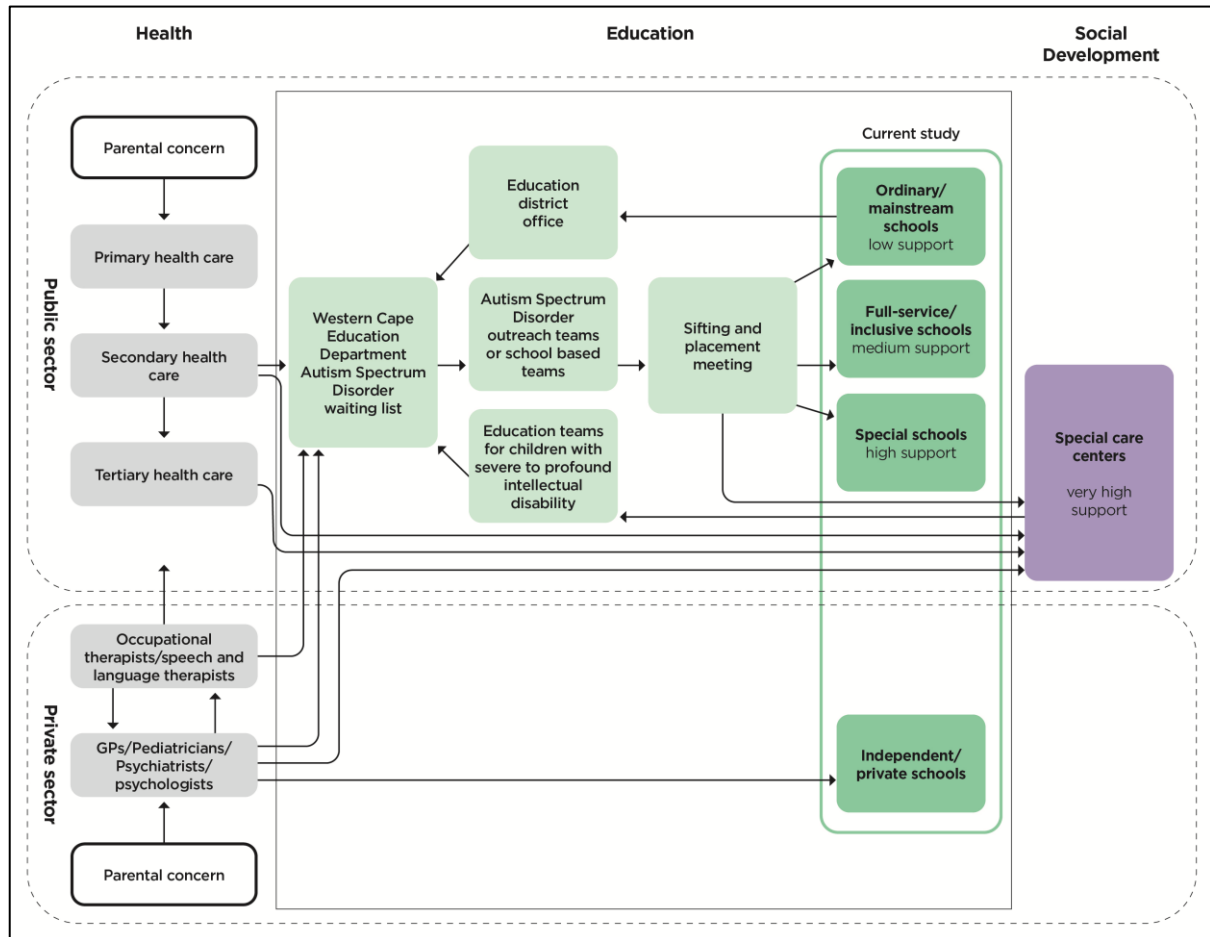 Health
Education
Social
Development
Public sector
Parental concern
Primary health care
Secondary health
care
Tertiary health care
Western Cape
Education
Department
Autism Spectrum
Disorder
waiting list
Education
district
office
Autism Spectrum
Disorder
outreach teams
or school based
teams
Education teams
for children with
severe to profound
intellectual
disability
Sifting and
placement
meeting
Current study
Ordinary/
mainstream
schools
low support
Full-service/
inclusive schools
medium support
Special schools
high support
Special care
centers
very high
support
Private sector
Occupational
therapists/speech and
language therapists
GPs/Pediatricians/
Psychiatrists/
psychologists
Parental concern
Independent/
private schools